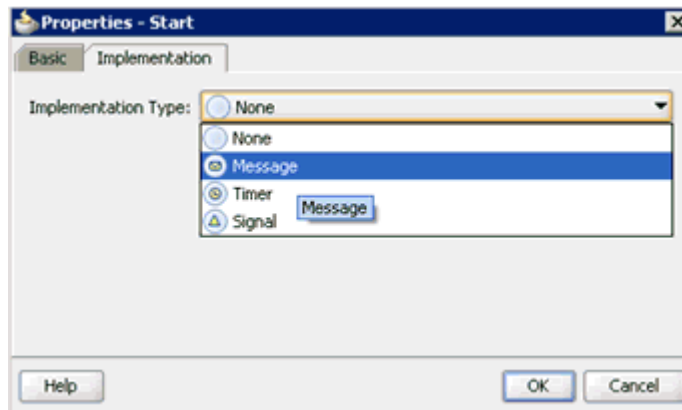 Properties - Start
Basic Implementation
Implementation Type: None
None
Message
Timer
Message
Signal
Help OK Cancel